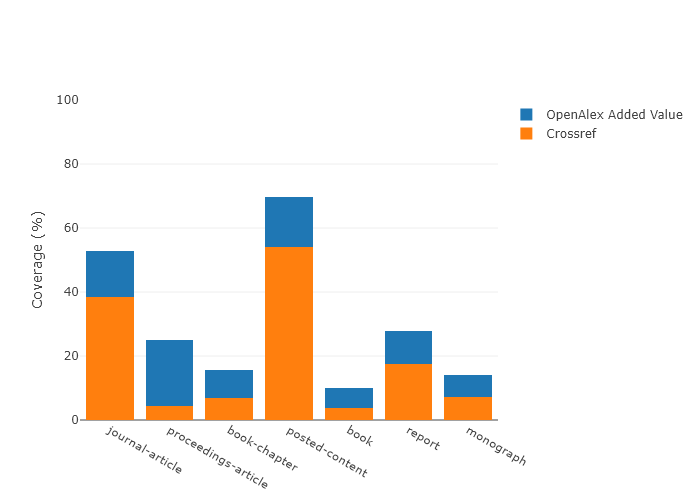 100
80
60
40
20
0
Coverage (%)
OpenAlex Added Value
Crossref
journal-article
proceedings-article
book-chapter
posted-content
book
report
monograph